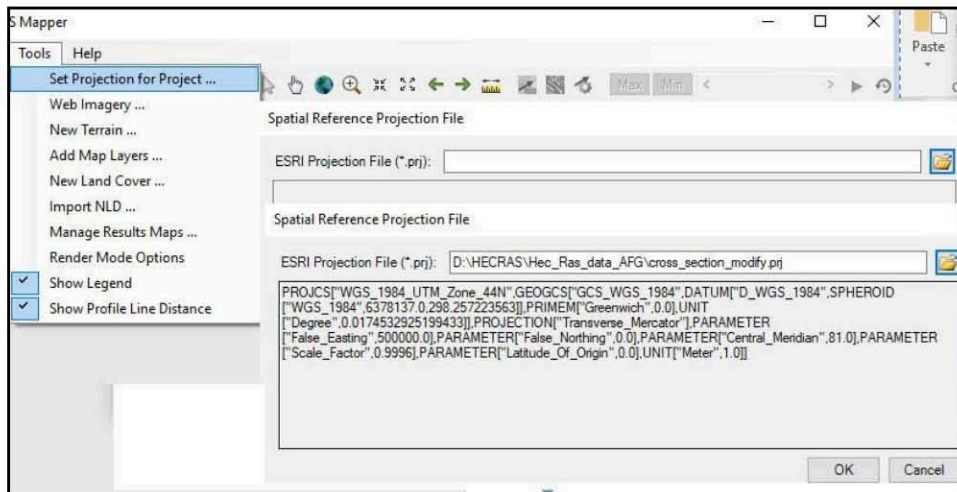 S Mapper
Tools Help
Paste
Set Projection for Project ...
Max Min
Web Imagery ...
New Terrain ...
Add Map Layers ...
New Land Cover ...
Import NLD ...
Manage Results Maps ...
Render Mode Options
Show Legend
Show Profile Line Distance
Spatial Reference Projection File
ESRI Projection File (*.prj):
Spatial Reference Projection File
ESRI Projection File (*.prj): D:\HECRAS\Hec_Ras_data_AFG\cross_section_modify.prj
PROJCS["WGS_1984_UTM_Zone_44N",GEOGCS["GCS_WGS_1984",DATUM["D_WGS_1984",SPHEROID
["WGS_1984",6378137.0,298.257223563]],PRIMEM["Greenwich",0.0],UNIT
["Degree",0.0174532925199433]],PROJECTION["Transverse_Mercator"],PARAMETER
["False_Easting",500000.0],PARAMETER["False_Northing",0.0],PARAMETER["Central_Meridian",81.0],PARAMETER
["Scale_Factor",0.9996],PARAMETER["Latitude_Of_Origin",0.0],UNIT["Meter",1.0]]
OK Cancel